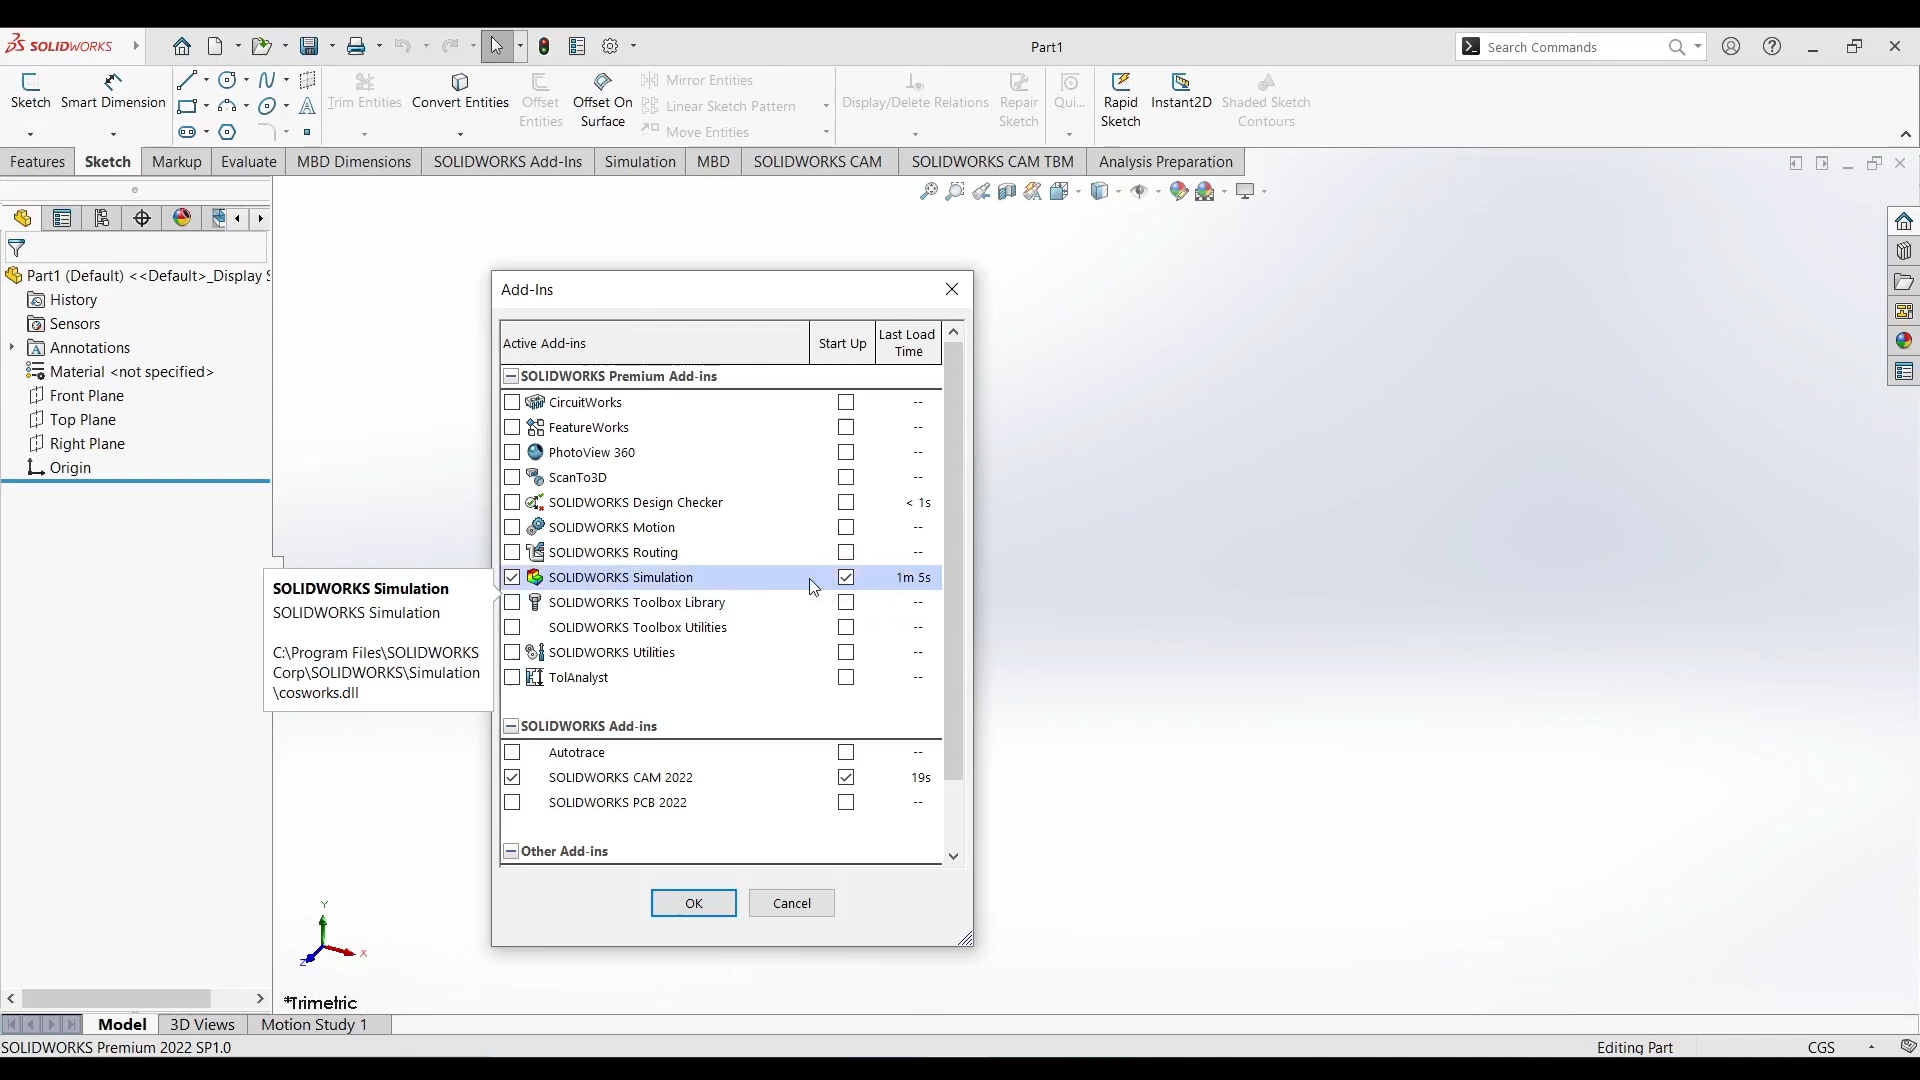 SOLIDWORKS
Part1
Search Commands
Sketch
Smart Dimension
Trim Entities
Convert Entities
Offset
Entities
Offset On
Surface
Mirror Entities
Linear Sketch Pattern
Move Entities
Display/Delete Relations
Repair
Sketch
Qui...
Rapid
Sketch
Instant2D
Shaded Sketch
Contours
Features
Sketch
Markup
Evaluate
MBD Dimensions
SOLIDWORKS Add-Ins
Simulation
MBD
SOLIDWORKS CAM
SOLIDWORKS CAM TBM
Analysis Preparation
Part1 (Default) <<Default>_Display S
History
Sensors
Annotations
Material <not specified>
Front Plane
Top Plane
Right Plane
Origin
SOLIDWORKS Simulation
SOLIDWORKS Simulation
C:\Program Files\SOLIDWORKS
Corp\SOLIDWORKS\Simulation
\cosworks.dll
Add-Ins
Active Add-ins
Start Up
Last Load
Time
SOLIDWORKS Premium Add-ins
CircuitWorks --
FeatureWorks --
PhotoView 360 --
ScanTo3D --
SOLIDWORKS Design Checker < 1s
SOLIDWORKS Motion --
SOLIDWORKS Routing --
SOLIDWORKS Simulation 1m 5s
SOLIDWORKS Toolbox Library --
SOLIDWORKS Toolbox Utilities --
SOLIDWORKS Utilities --
TolAnalyst --
SOLIDWORKS Add-ins
Autotrace --
SOLIDWORKS CAM 2022 19s
SOLIDWORKS PCB 2022 --
Other Add-ins
OK
Cancel
Y
X
Z
*Trimetric
Model
3D Views
Motion Study 1
SOLIDWORKS Premium 2022 SP1.0
Editing Part
CGS